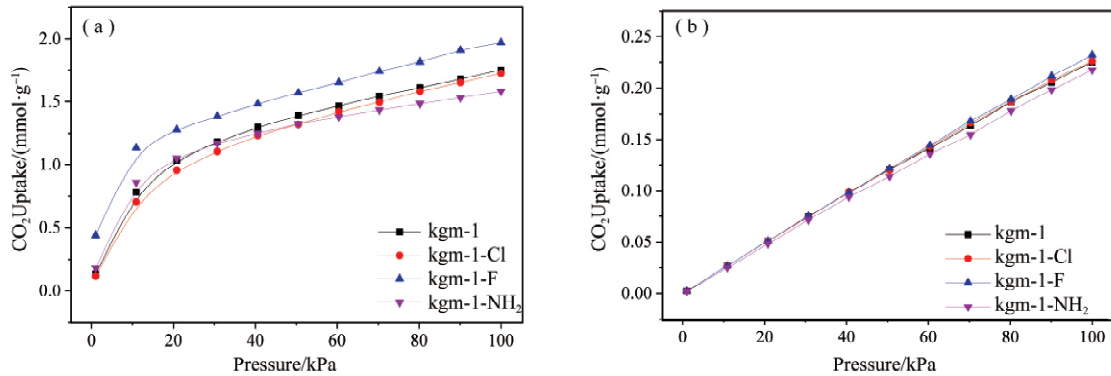 ( a )
2.0
1.5
1.0
0.5
0.0
CO₂Uptake/(mmol·g⁻¹)
kgm-1
kgm-1-Cl
kgm-1-F
kgm-1-NH₂
0 20 40 60 80 100
Pressure/kPa
( b )
0.25
0.20
0.15
0.10
0.05
0.00
CO₂Uptake/(mmol·g⁻¹)
kgm-1
kgm-1-Cl
kgm-1-F
kgm-1-NH₂
0 20 40 60 80 100
Pressure/kPa